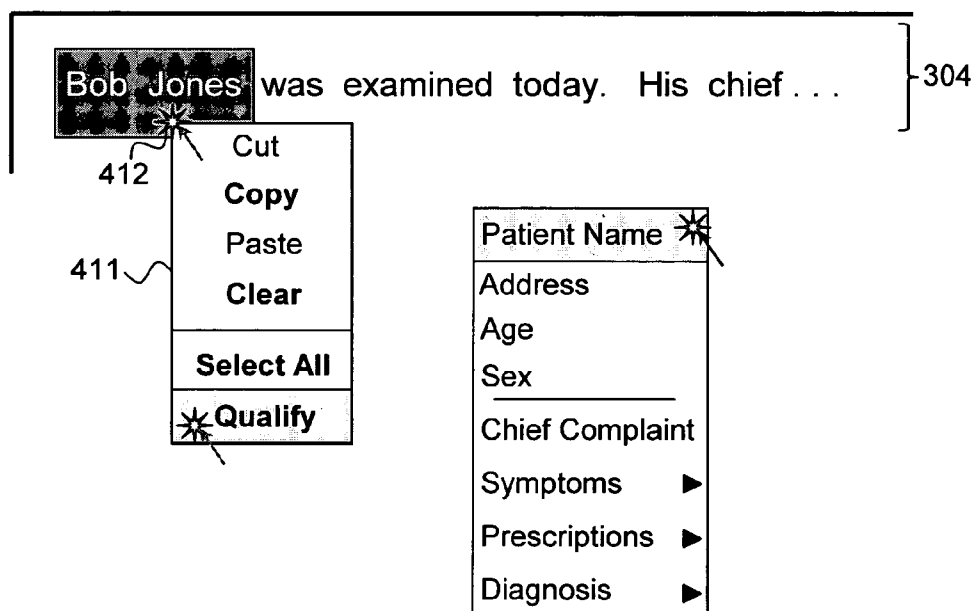 Bob Jones was examined today. His chief . . .
304
412
Cut
Copy
Paste
411
Clear
Select All
Qualify
Patient Name
Address
Age
Sex
Chief Complaint
Symptoms
Prescriptions
Diagnosis